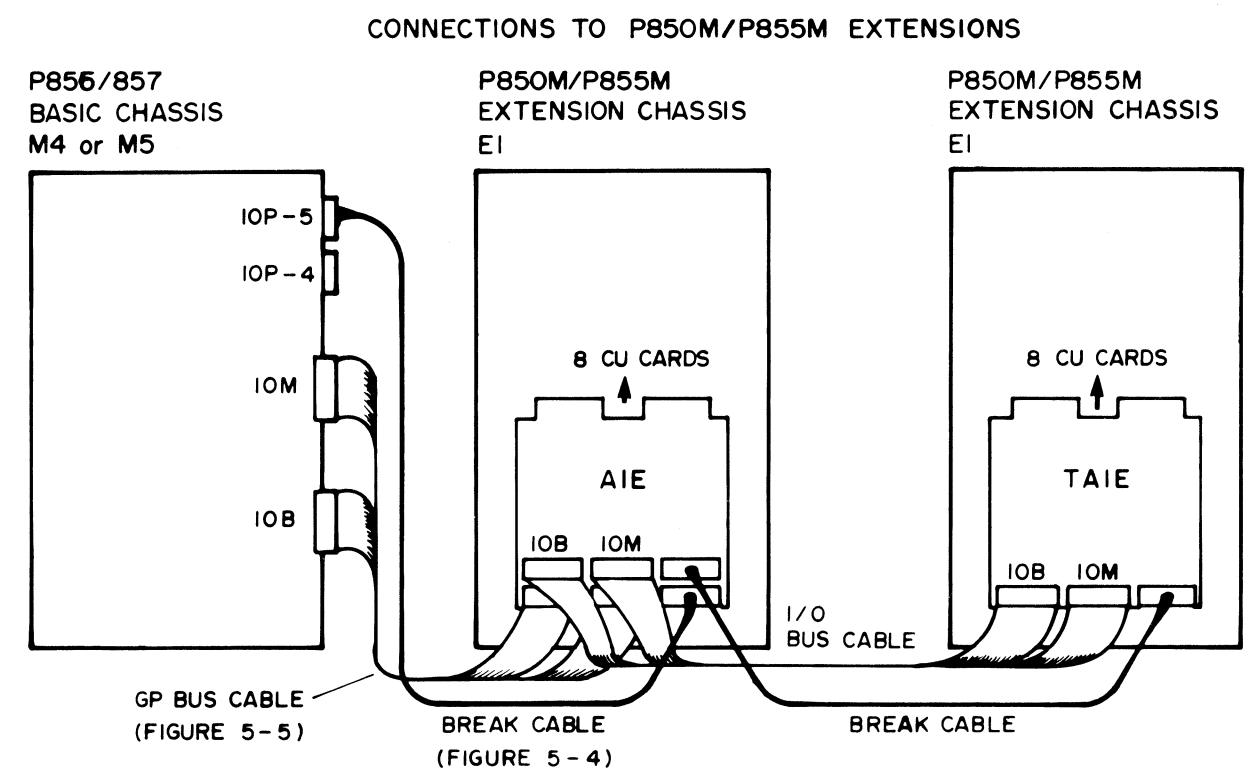 CONNECTIONS TO P850M/P855M EXTENSIONS
P856/857
BASIC CHASSIS
M4 or M5
P850M/P855M
EXTENSION CHASSIS
E1
P850M/P855M
EXTENSION CHASSIS
E1
IOP-5
IOP-4
IOM
IOB
8 CU CARDS
AIE
IOB IOM
8 CU CARDS
TAIE
IOB IOM
I/O
BUS CABLE
GP BUS CABLE
(FIGURE 5-5)
BREAK CABLE
(FIGURE 5-4)
BREAK CABLE